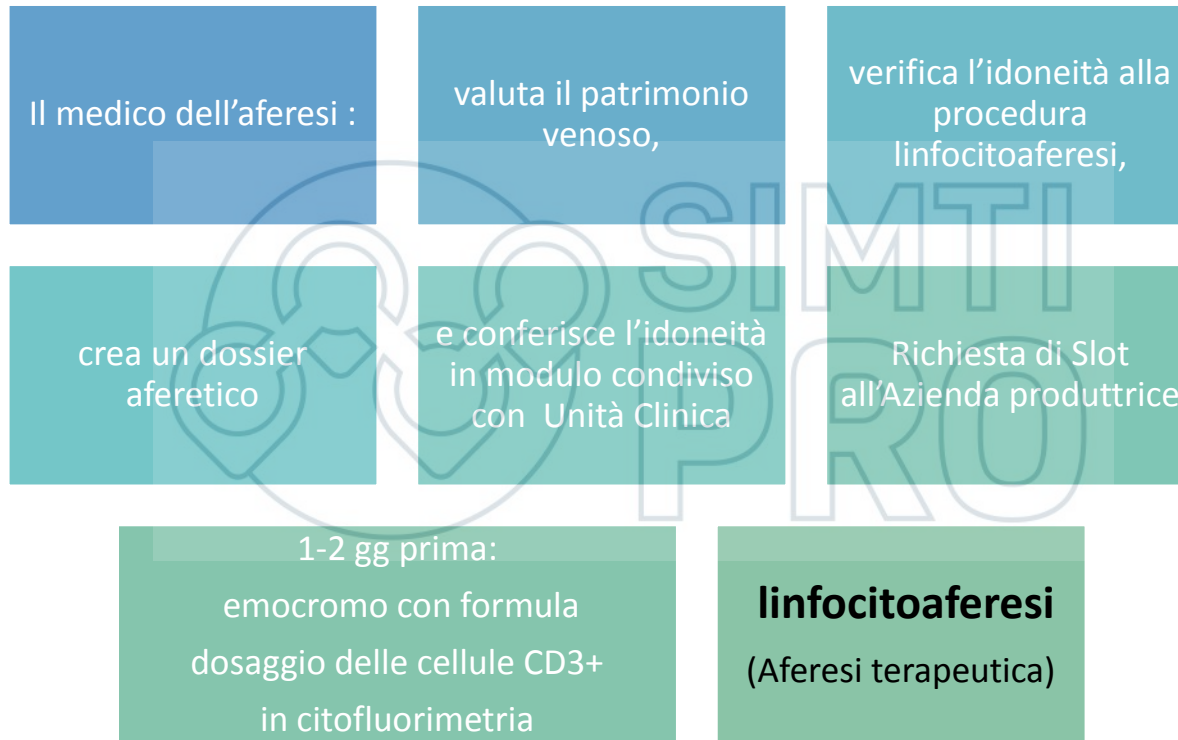 Il medico dell'aferesi :
valuta il patrimonio
venoso,
verifica l'idoneità alla
procedura
linfocitoaferesi,
crea un dossier
aferetico
e conferisce l'idoneità
in modulo condiviso
con Unità Clinica
Richiesta di Slot
all'Azienda produttrice
1-2 gg prima:
emocromo con formula
dosaggio delle cellule CD3+
in citofluorimetria
linfocitoaferesi
(Aferesi terapeutica)
SIMTI
PRO